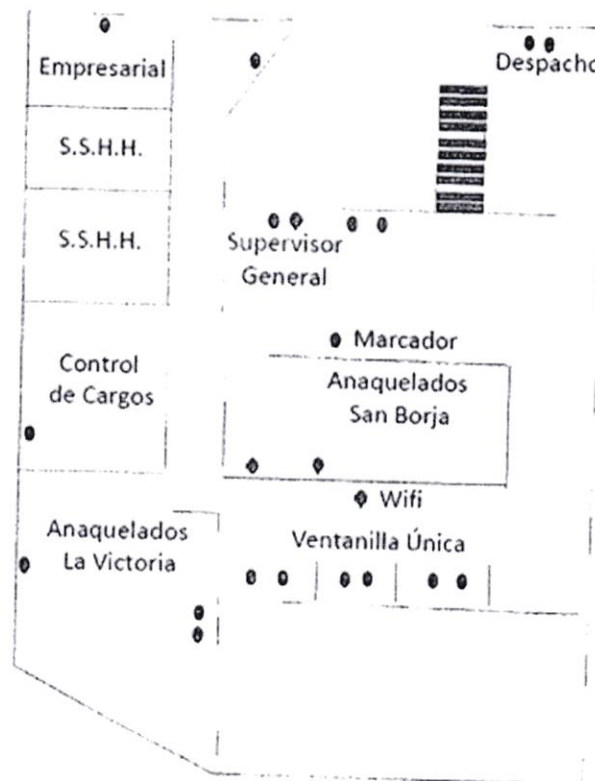 Empresarial
Despacho
S.S.H.H.
S.S.H.H.
Supervisor
General
Marcador
Control
de Cargos
Anaquelados
San Borja
Wifi
Anaquelados
La Victoria
Ventanilla Única